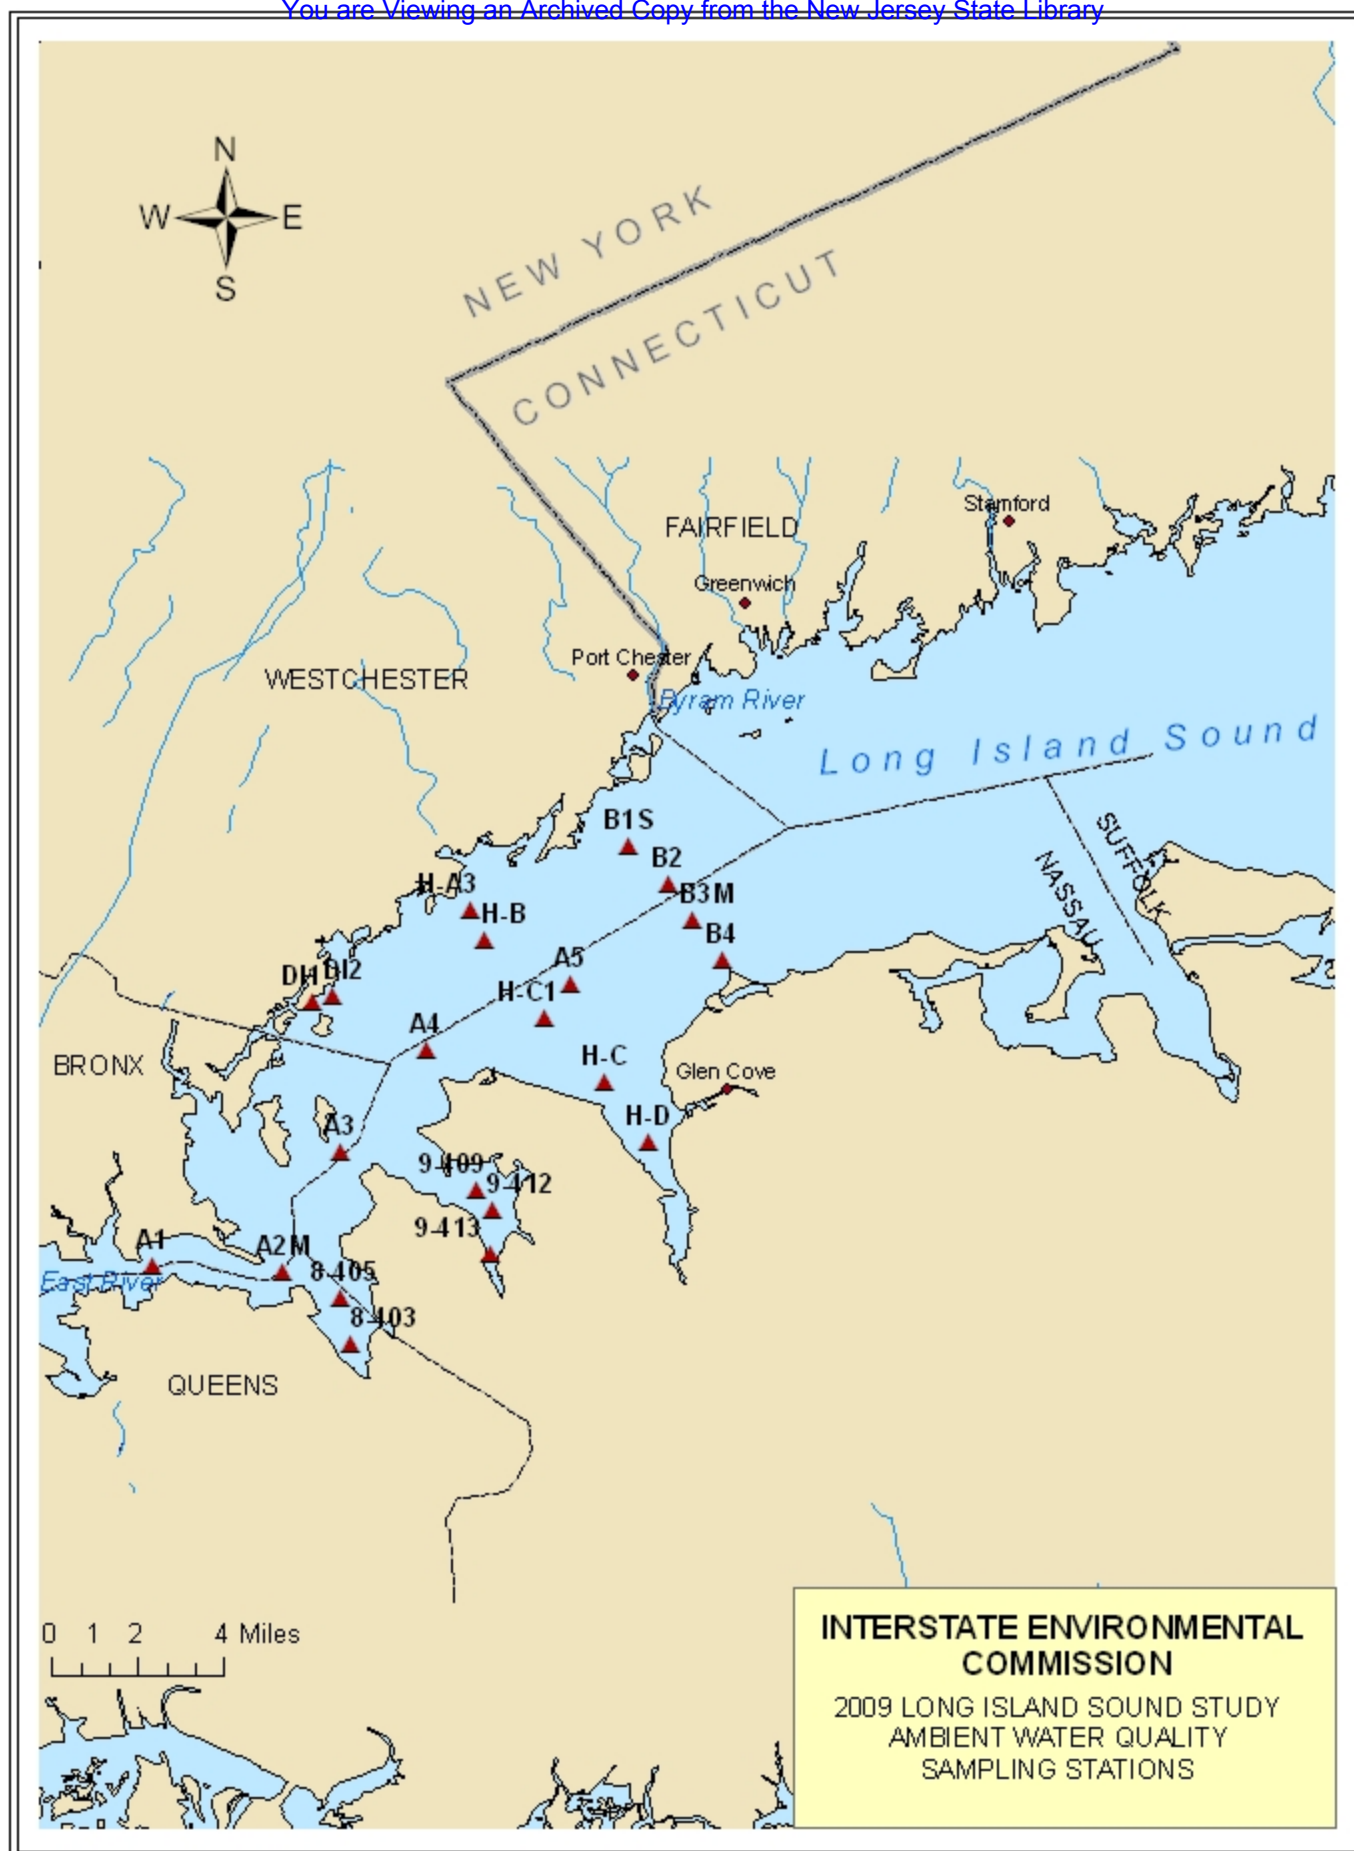 You are Viewing an Archived Copy from the New Jersey State Library
N
W E
S
NEW YORK
CONNECTICUT
Stamford
FAIRFIELD
Greenwich
Port Chester
WESTCHESTER
Byram River
Long Island Sound
B1S
SUFFOLK
B2
NASSAU
H-A3
B3M
H-B
B4
A5
DI1 DI2
H-C1
A4
H-C
BRONX
Glen Cove
H-D
A3
9-409
9-412
9-413
A1
A2M
8-405
East River
8-403
QUEENS
0 1 2 4 Miles
INTERSTATE ENVIRONMENTAL
COMMISSION
2009 LONG ISLAND SOUND STUDY
AMBIENT WATER QUALITY
SAMPLING STATIONS